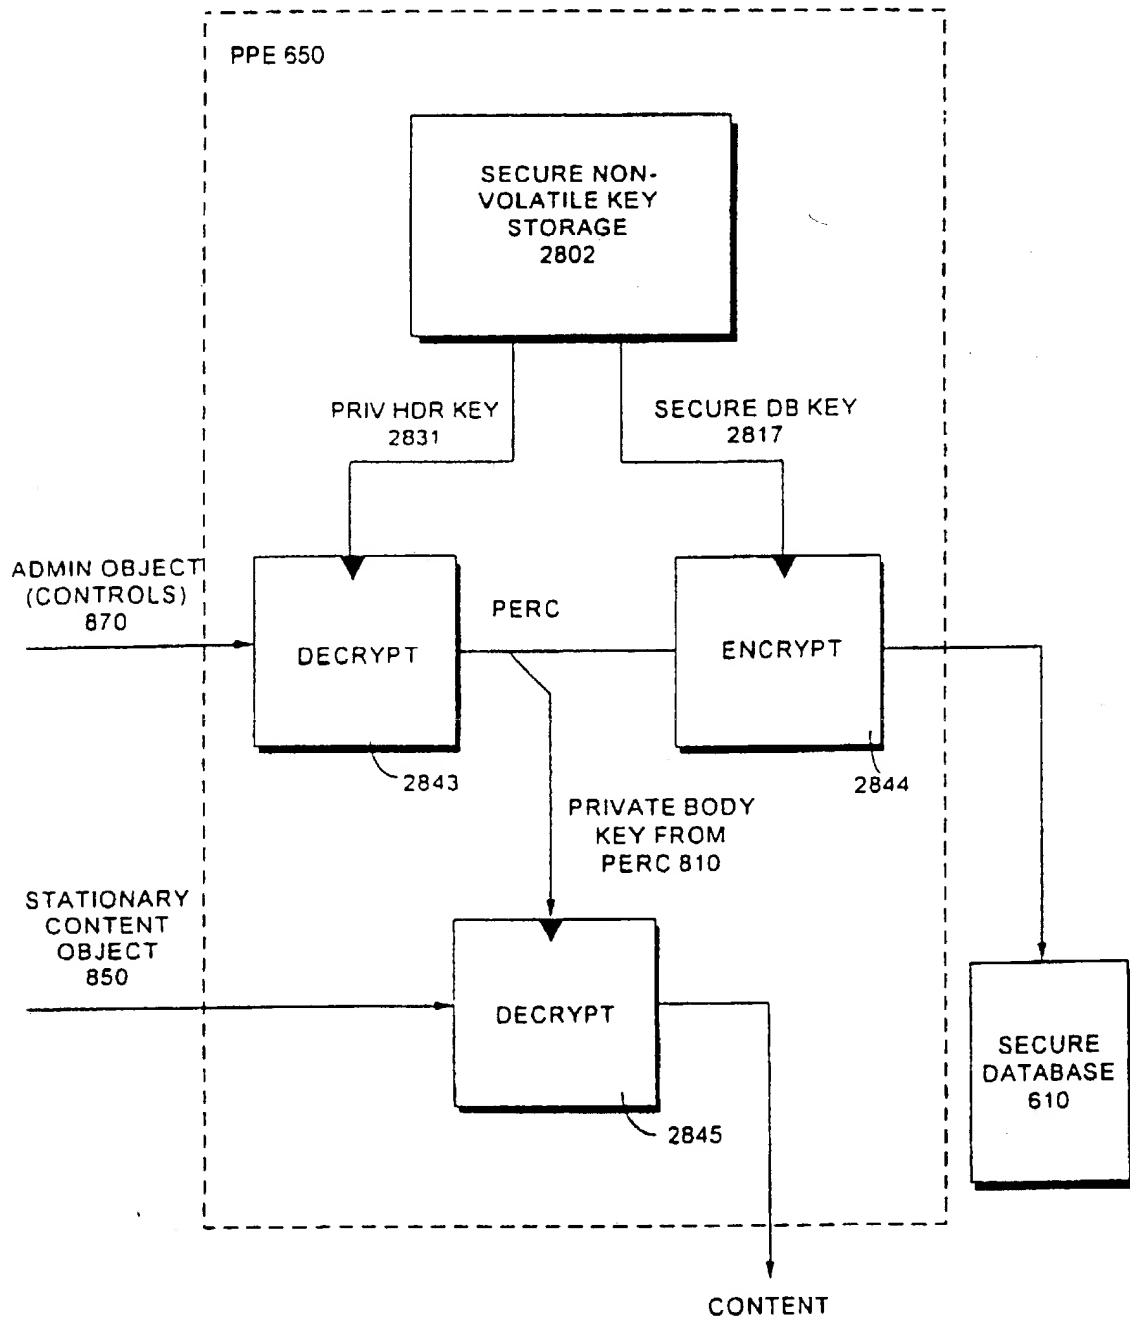 PPE 650
SECURE NON-
VOLATILE KEY
STORAGE
2802
PRIV HDR KEY
2831
SECURE DB KEY
2817
ADMIN OBJECT
(CONTROLS)
870
DECRYPT
PERC
ENCRYPT
2843
2844
PRIVATE BODY
KEY FROM
PERC 810
STATIONARY
CONTENT
OBJECT
850
DECRYPT
2845
SECURE
DATABASE
610
CONTENT